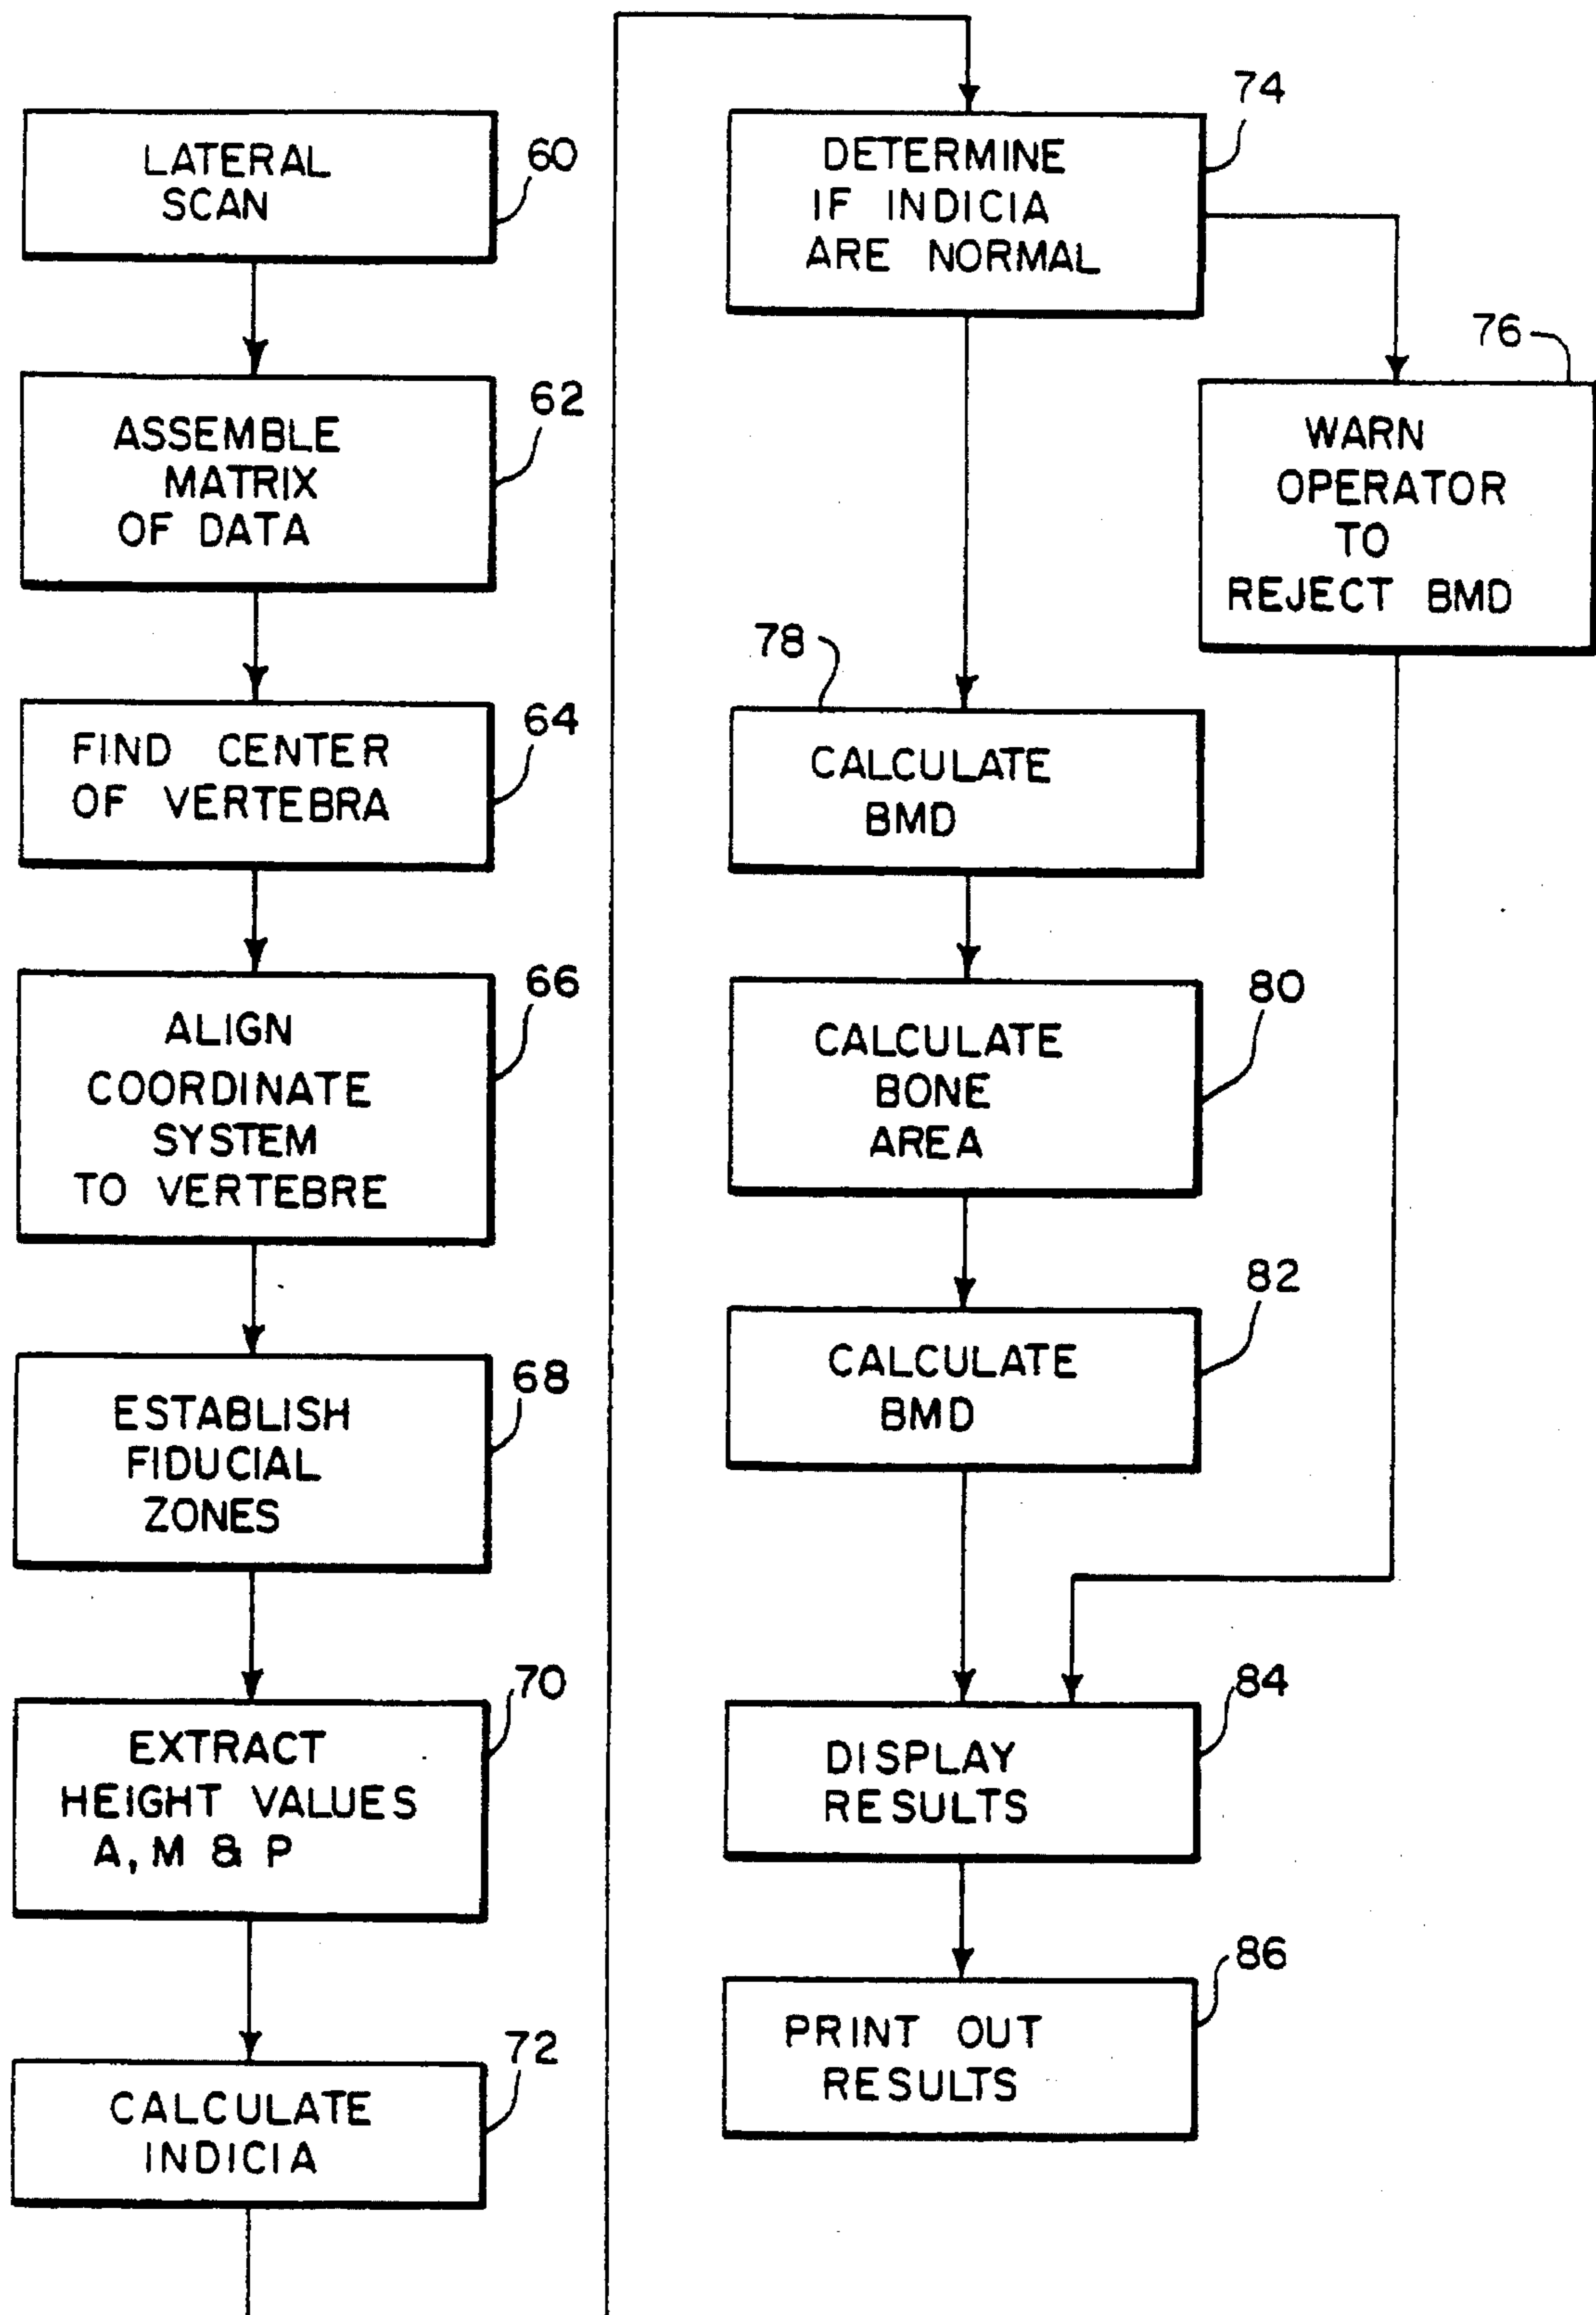 LATERAL
SCAN
60
ASSEMBLE
MATRIX
OF DATA
62
FIND CENTER
OF VERTEBRA
64
ALIGN
COORDINATE
SYSTEM
TO VERTEBRE
66
ESTABLISH
FIDUCIAL
ZONES
68
EXTRACT
HEIGHT VALUES
A, M & P
70
CALCULATE
INDICIA
72
DETERMINE
IF INDICIA
ARE NORMAL
74
WARN
OPERATOR
TO
REJECT BMD
76
CALCULATE
BMD
78
CALCULATE
BONE
AREA
80
CALCULATE
BMD
82
DISPLAY
RESULTS
84
PRINT OUT
RESULTS
86